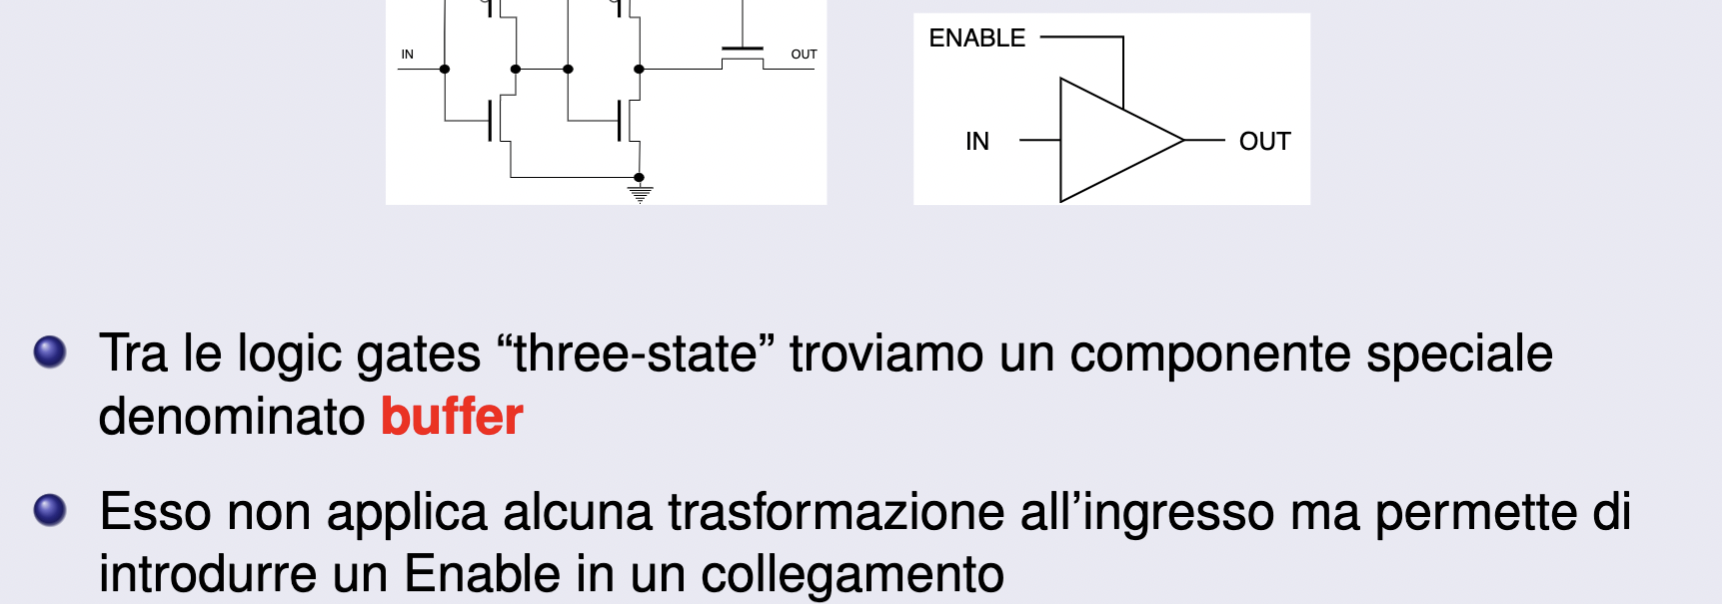 IN
OUT
ENABLE
IN
OUT
Tra le logic gates “three-state” troviamo un componente speciale
denominato buffer
Esso non applica alcuna trasformazione all’ingresso ma permette di
introdurre un Enable in un collegamento